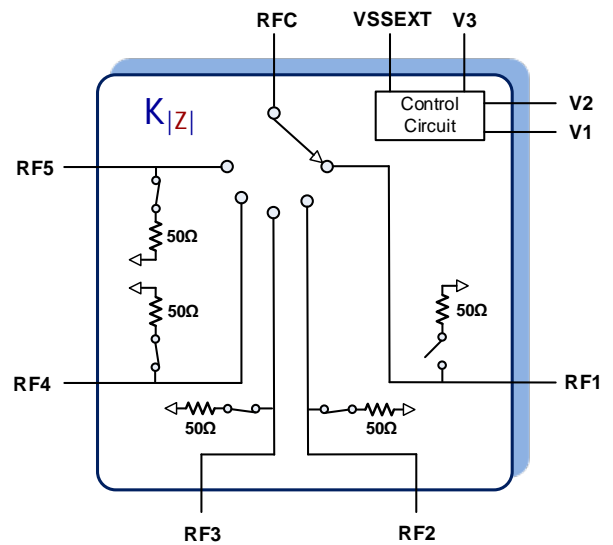 RFC
VSSEXT
V3
K|Z|
Control
Circuit
V2
V1
RF5
50Ω
50Ω
50Ω
RF4
RF1
50Ω
50Ω
RF3
RF2